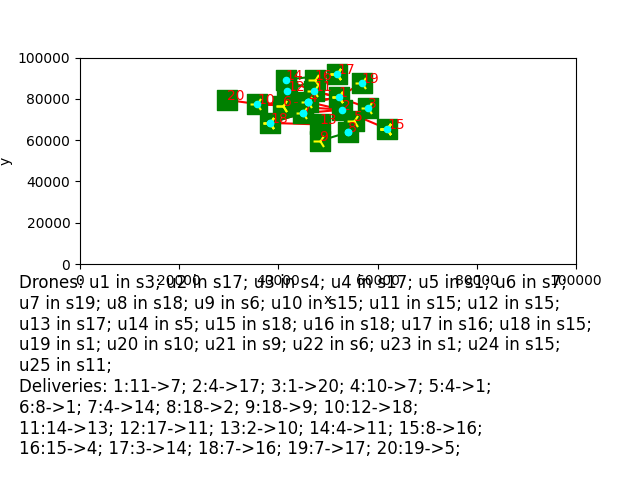 100000
80000
60000
40000
20000
0
y
0 20000 40000 60000 80000 100000
x
20
17
19
15
Drones: u1 in s3; u2 in s17; u3 in s4; u4 in s17; u5 in s1; u6 in s7;
u7 in s19; u8 in s18; u9 in s6; u10 in s15; u11 in s15; u12 in s15;
u13 in s17; u14 in s5; u15 in s18; u16 in s18; u17 in s16; u18 in s15;
u19 in s1; u20 in s10; u21 in s9; u22 in s6; u23 in s1; u24 in s15;
u25 in s11;
Deliveries: 1:11->7; 2:4->17; 3:1->20; 4:10->7; 5:4->1;
6:8->1; 7:4->14; 8:18->2; 9:18->9; 10:12->18;
11:14->13; 12:17->11; 13:2->10; 14:4->11; 15:8->16;
16:15->4; 17:3->14; 18:7->16; 19:7->17; 20:19->5;